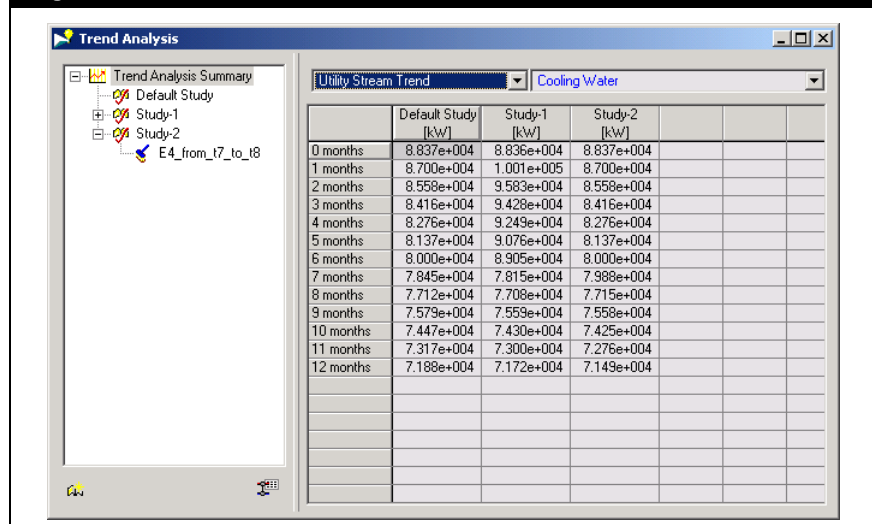 Trend Analysis
Trend Analysis Summary
Default Study
Study-1
Study-2
E4_from_t7_to_t8
Utility Stream Trend Cooling Water
Default Study Study-1 Study-2
[kW] [kW] [kW]
0 months 8.837e+004 8.836e+004 8.837e+004
1 months 8.700e+004 1.001e+005 8.700e+004
2 months 8.558e+004 9.583e+004 8.558e+004
3 months 8.416e+004 9.428e+004 8.416e+004
4 months 8.276e+004 9.249e+004 8.276e+004
5 months 8.137e+004 9.076e+004 8.137e+004
6 months 8.000e+004 8.905e+004 8.000e+004
7 months 7.845e+004 7.815e+004 7.988e+004
8 months 7.712e+004 7.708e+004 7.715e+004
9 months 7.579e+004 7.559e+004 7.558e+004
10 months 7.447e+004 7.430e+004 7.425e+004
11 months 7.317e+004 7.300e+004 7.276e+004
12 months 7.188e+004 7.172e+004 7.149e+004